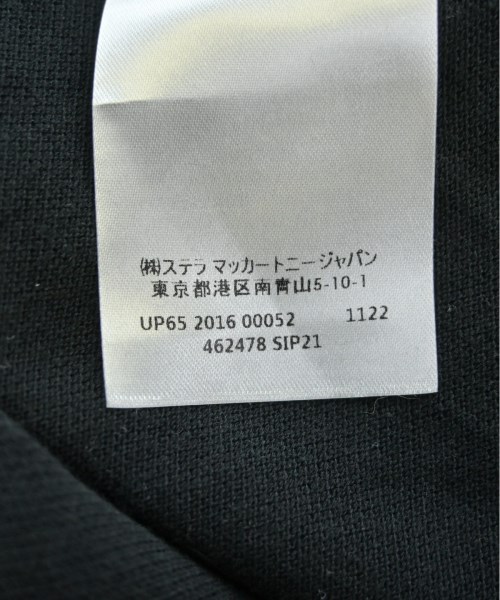 ㈱ステラ マッカートニージャパン
東京都港区南青山5-10-1
UP65 2016 00052 1122
462478 SIP21